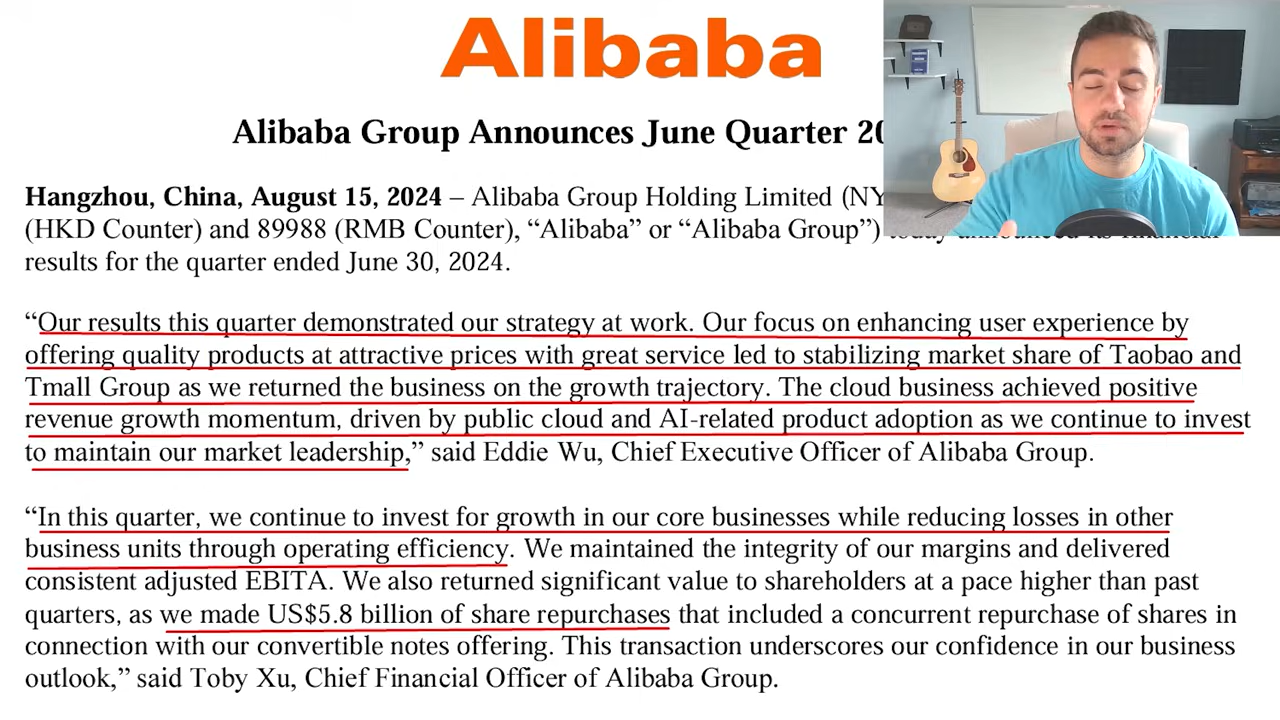 Alibaba
Alibaba Group Announces June Quarter
Hangzhou, China, August 15, 2024 – Alibaba Group Holding Limited
(HKD Counter) and 89988 (RMB Counter), “Alibaba” or “Alibaba Group”) today announced its financial
results for the quarter ended June 30, 2024.
“Our results this quarter demonstrated our strategy at work. Our focus on enhancing user experience by
offering quality products at attractive prices with great service led to stabilizing market share of Taobao and
Tmall Group as we returned the business on the growth trajectory. The cloud business achieved positive
revenue growth momentum, driven by public cloud and AI-related product adoption as we continue to invest
to maintain our market leadership,” said Eddie Wu, Chief Executive Officer of Alibaba Group.
“In this quarter, we continue to invest for growth in our core businesses while reducing losses in other
business units through operating efficiency. We maintained the integrity of our margins and delivered
consistent adjusted EBITA. We also returned significant value to shareholders at a pace higher than past
quarters, as we made US$5.8 billion of share repurchases that included a concurrent repurchase of shares in
connection with our convertible notes offering. This transaction underscores our confidence in our business
outlook,” said Toby Xu, Chief Financial Officer of Alibaba Group.